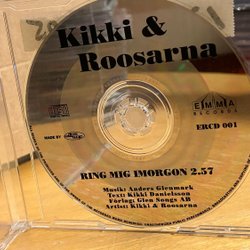 Kikki &
Roosarna
EMMA
RECORDS
ERCD 001
MADE BY
RING MIG IMORGON 2.57
Musik: Anders Glenmark
Text: Kikki Danielsson
Förlag: Glen Songs AB
Artist: Kikki & Roosarna